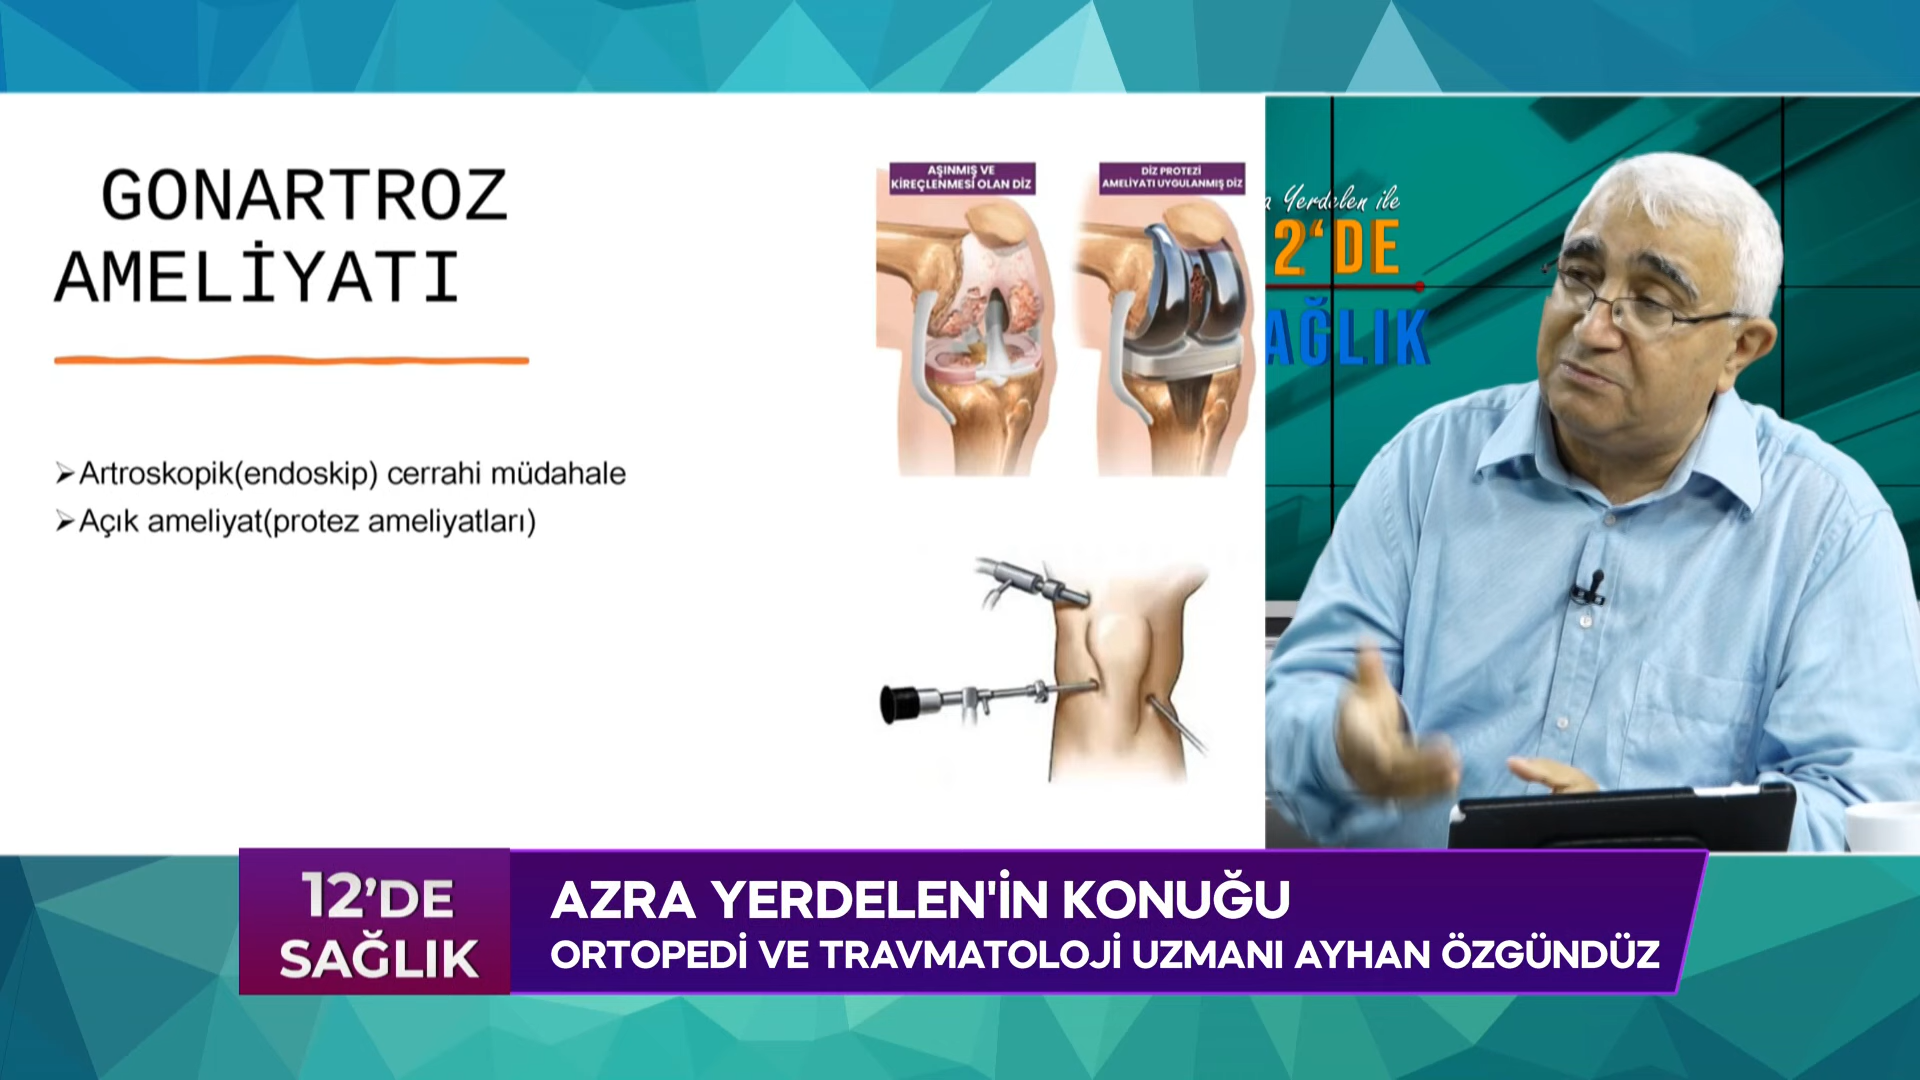 GONARTROZ
AMELİYATI
➢Artroskopik(endoskip) cerrahi müdahale
➢Açık ameliyat(protez ameliyatları)
AŞINMIŞ VE
KİREÇLENMESİ OLAN DİZ
DİZ PROTEZİ
AMELİYATI UYGULANMIŞ DİZ
a Yerdelen ile
2‘DE
AĞLIK
12’DE
SAĞLIK
AZRA YERDELEN'İN KONUĞU
ORTOPEDİ VE TRAVMATOLOJİ UZMANI AYHAN ÖZGÜNDÜZ